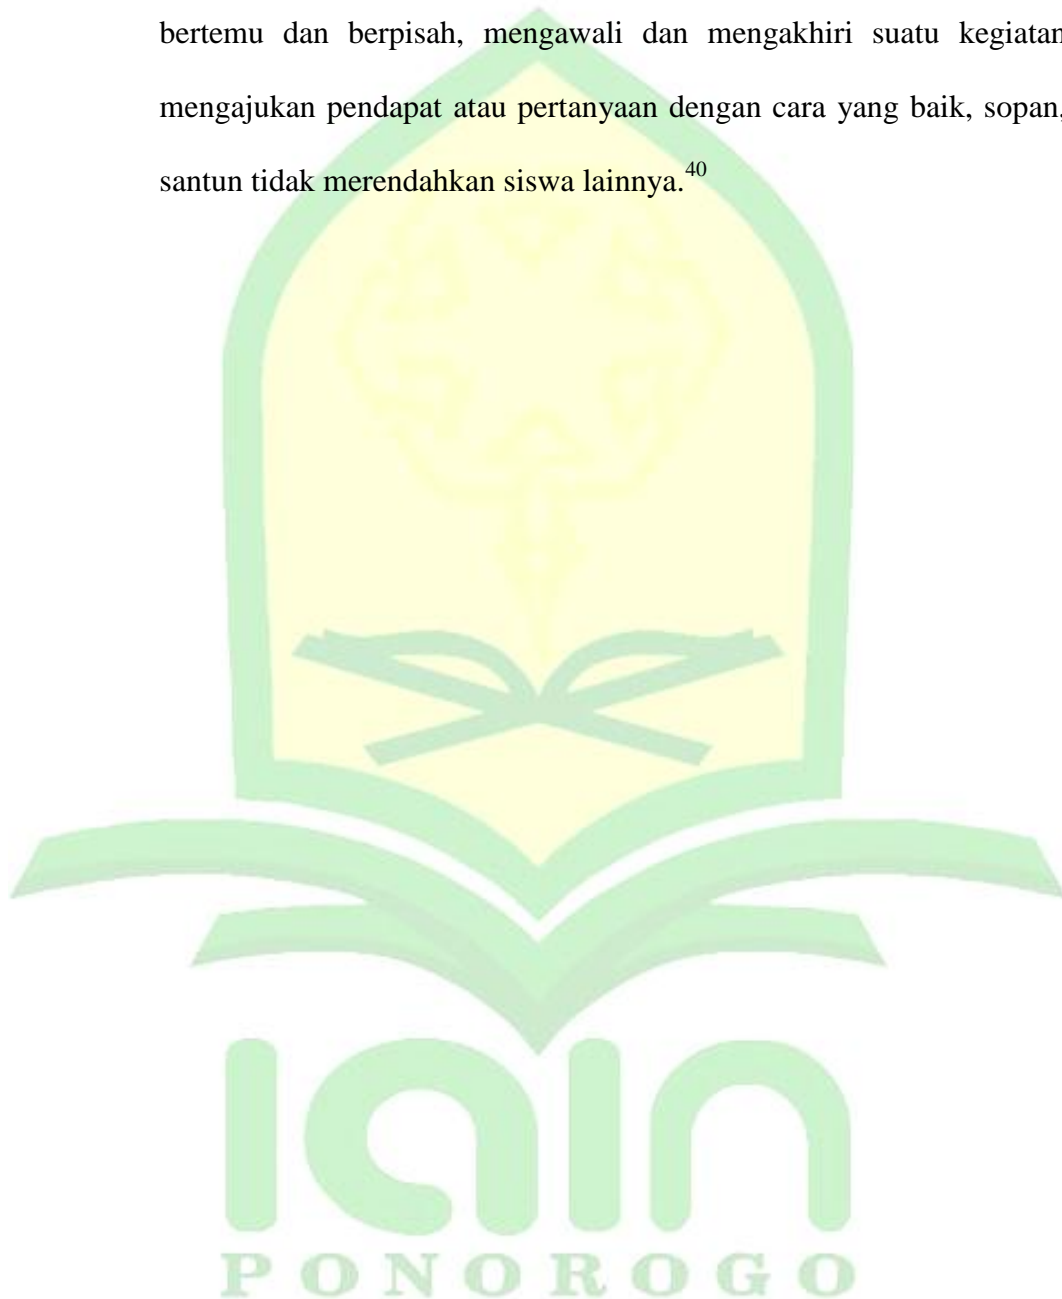 bertemu dan berpisah, mengawali dan mengakhiri suatu kegiatan
mengajukan pendapat atau pertanyaan dengan cara yang baik, sopan,
santun tidak merendahkan siswa lainnya.40
IAIN
PONOROGO